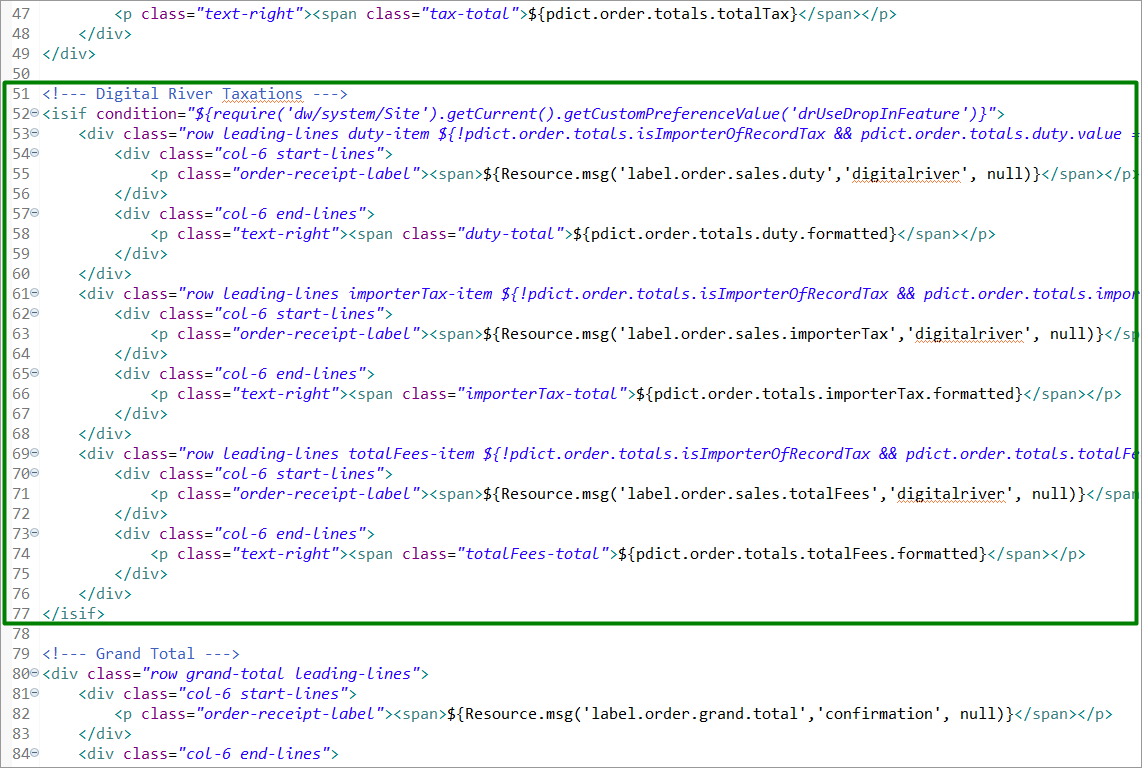 47         <p class="text-right"><span class="tax-total">${pdict.order.totals.totalTax}</span></p>
48     </div>
49 </div>
50
51 <!--- Digital River Taxations --->
52 <isif condition="${require('dw/system/Site').getCurrent().getCustomPreferenceValue('drUseDropInFeature')}">
53     <div class="row leading-lines duty-item ${!pdict.order.totals.isImporterOfRecordTax && pdict.order.totals.duty.value =
54         <div class="col-6 start-lines">
55             <p class="order-receipt-label"><span>${Resource.msg('label.order.sales.duty','digitalriver', null)}</span></p>
56         </div>
57         <div class="col-6 end-lines">
58             <p class="text-right"><span class="duty-total">${pdict.order.totals.duty.formatted}</span></p>
59         </div>
60     </div>
61     <div class="row leading-lines importerTax-item ${!pdict.order.totals.isImporterOfRecordTax && pdict.order.totals.impor
62         <div class="col-6 start-lines">
63             <p class="order-receipt-label"><span>${Resource.msg('label.order.sales.importerTax','digitalriver', null)}</sp
64         </div>
65         <div class="col-6 end-lines">
66             <p class="text-right"><span class="importerTax-total">${pdict.order.totals.importerTax.formatted}</span></p>
67         </div>
68     </div>
69     <div class="row leading-lines totalFees-item ${!pdict.order.totals.isImporterOfRecordTax && pdict.order.totals.totalFe
70         <div class="col-6 start-lines">
71             <p class="order-receipt-label"><span>${Resource.msg('label.order.sales.totalFees','digitalriver', null)}</span
72         </div>
73         <div class="col-6 end-lines">
74             <p class="text-right"><span class="totalFees-total">${pdict.order.totals.totalFees.formatted}</span></p>
75         </div>
76     </div>
77 </isif>
78
79 <!--- Grand Total --->
80 <div class="row grand-total leading-lines">
81     <div class="col-6 start-lines">
82         <p class="order-receipt-label"><span>${Resource.msg('label.order.grand.total','confirmation', null)}</span></p>
83     </div>
84     <div class="col-6 end-lines">